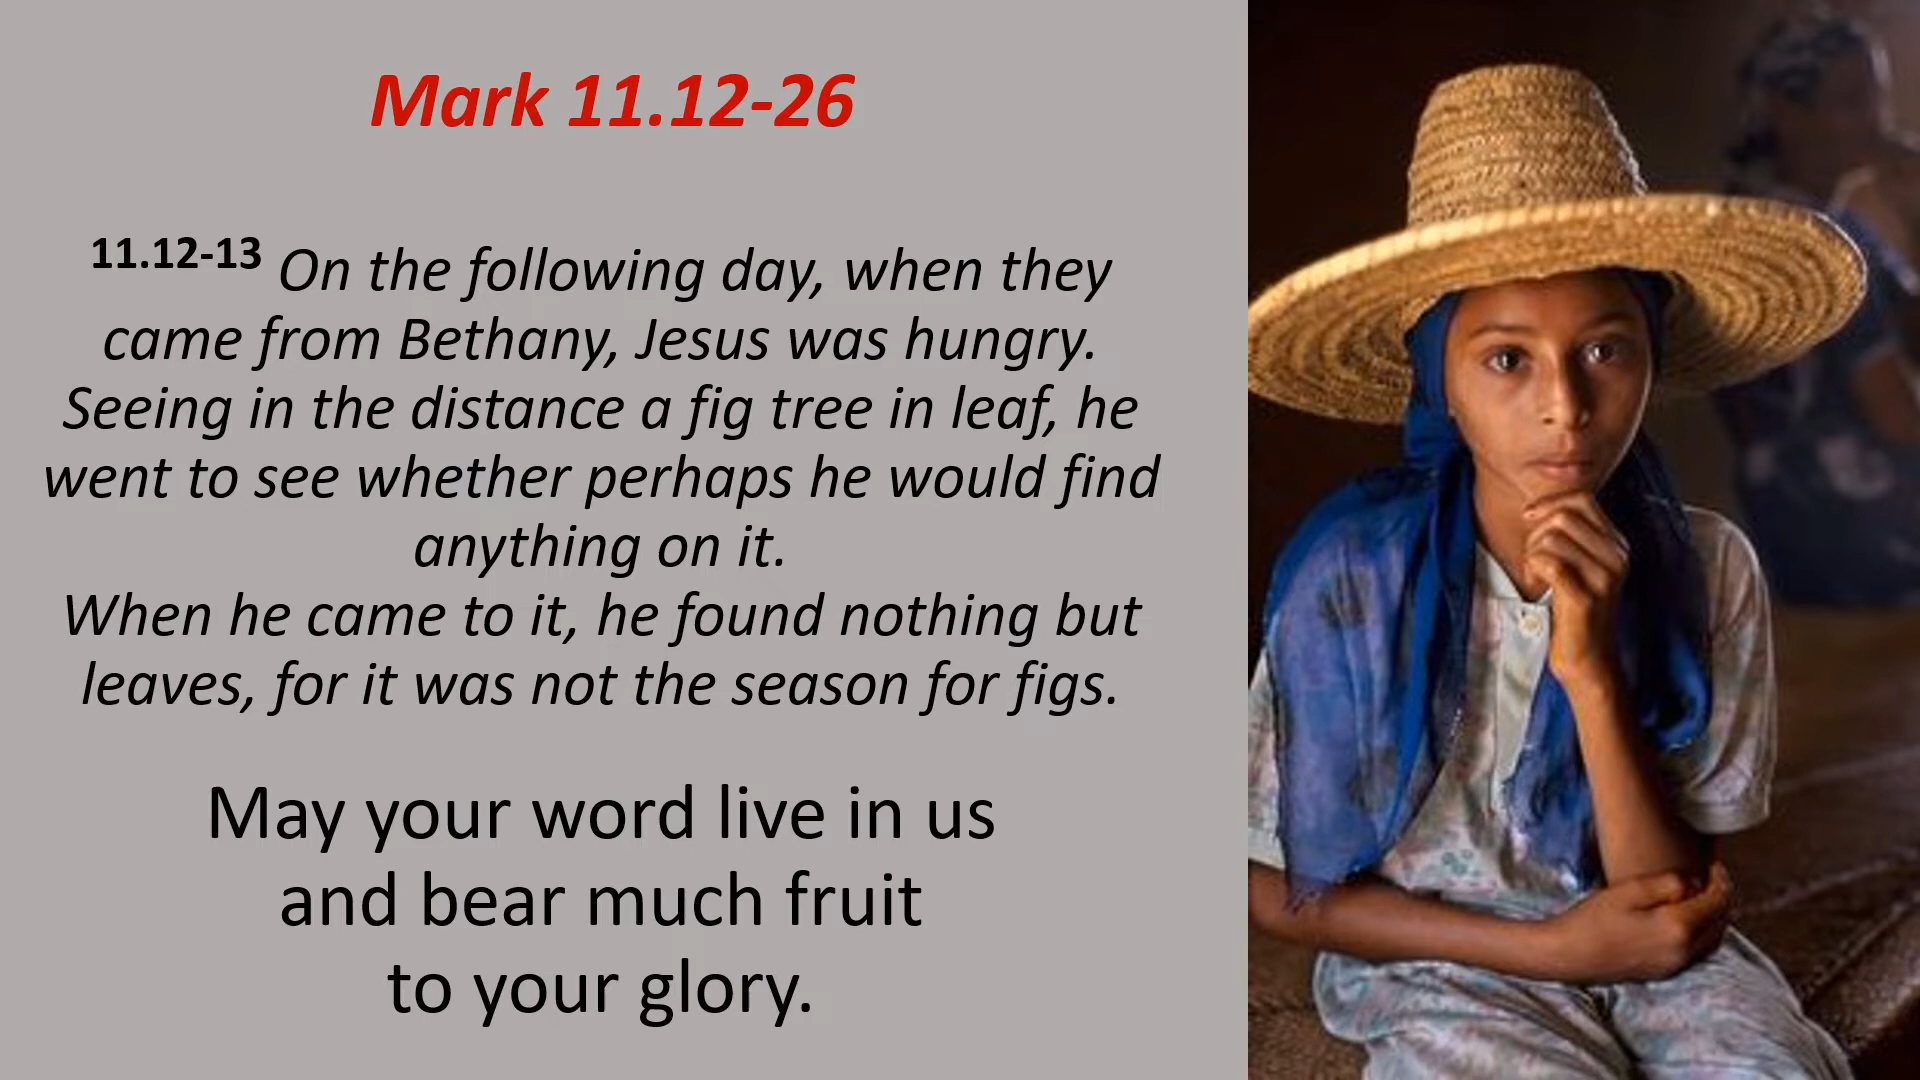 Mark 11.12-26
11.12-13 On the following day, when they
came from Bethany, Jesus was hungry.
Seeing in the distance a fig tree in leaf, he
went to see whether perhaps he would find
anything on it.
When he came to it, he found nothing but
leaves, for it was not the season for figs.
May your word live in us
and bear much fruit
to your glory.